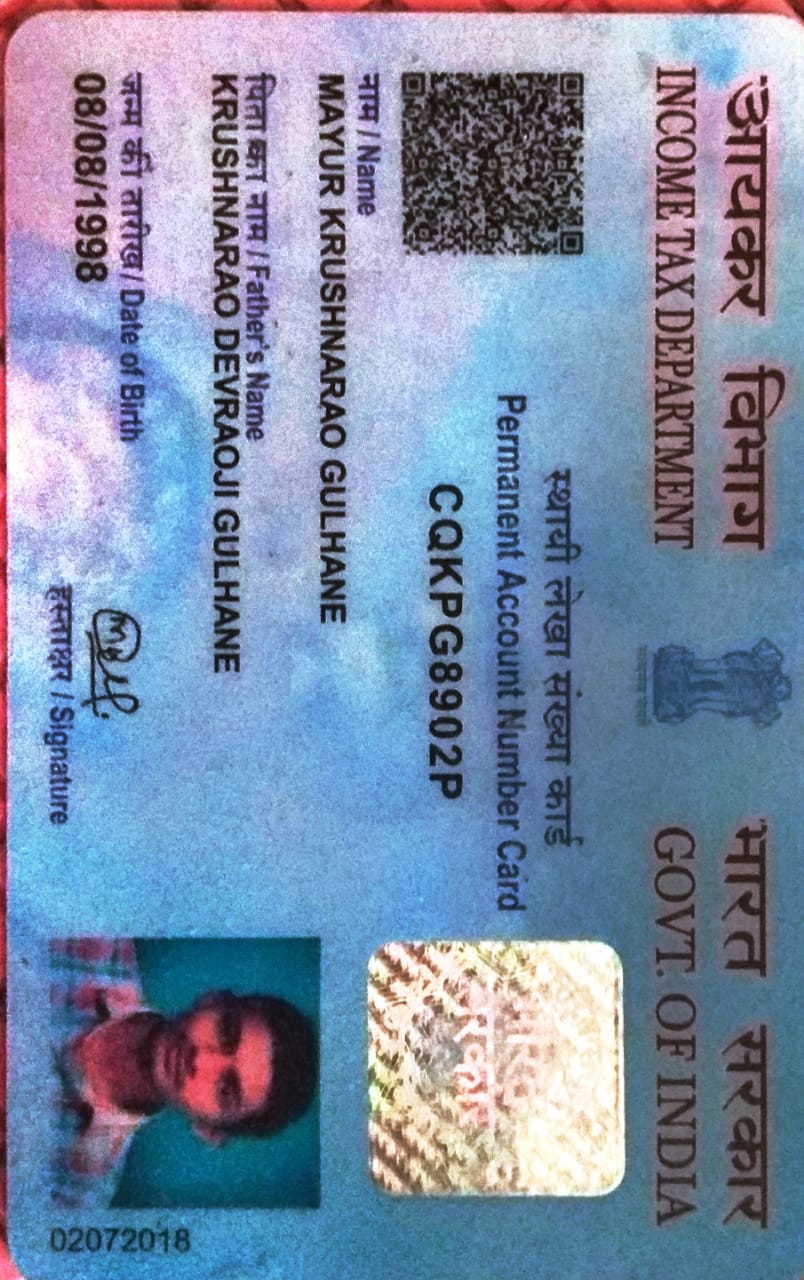 आयकर विभाग
INCOME TAX DEPARTMENT
भारत सरकार
GOVT. OF INDIA
सत्यमेव जयते
स्थायी लेखा संख्या कार्ड
Permanent Account Number Card
CQKPG8902P
भारत
सरकार
नाम / Name
MAYUR KRUSHNARAO GULHANE
पिता का नाम / Father's Name
KRUSHNARAO DEVRAOJI GULHANE
जन्म की तारीख / Date of Birth
08/08/1998
हस्ताक्षर / Signature
02072018